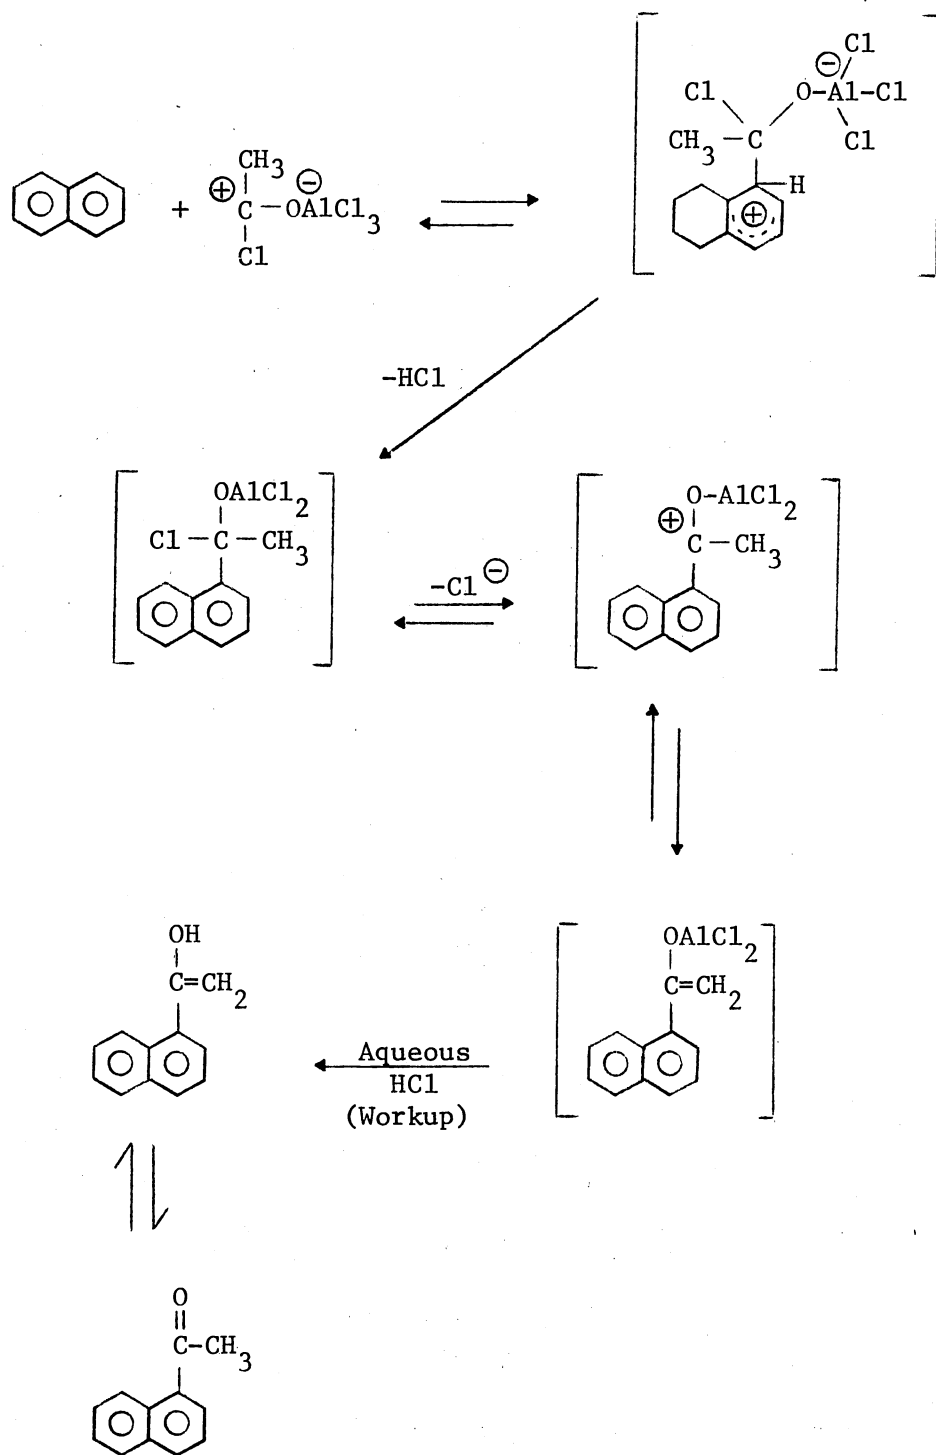 Cl
⊖
Cl O-Al-Cl
CH3 -C Cl
-H
⊕
CH3
⊕ ⊖
+ C -OAlCl3
Cl
-HCl
OAlCl2
Cl-C-CH3
-Cl ⊖
O-AlCl2
⊕
C-CH3
OH
C=CH2
OAlCl2
C=CH2
Aqueous
HCl
(Workup)
O
C-CH3